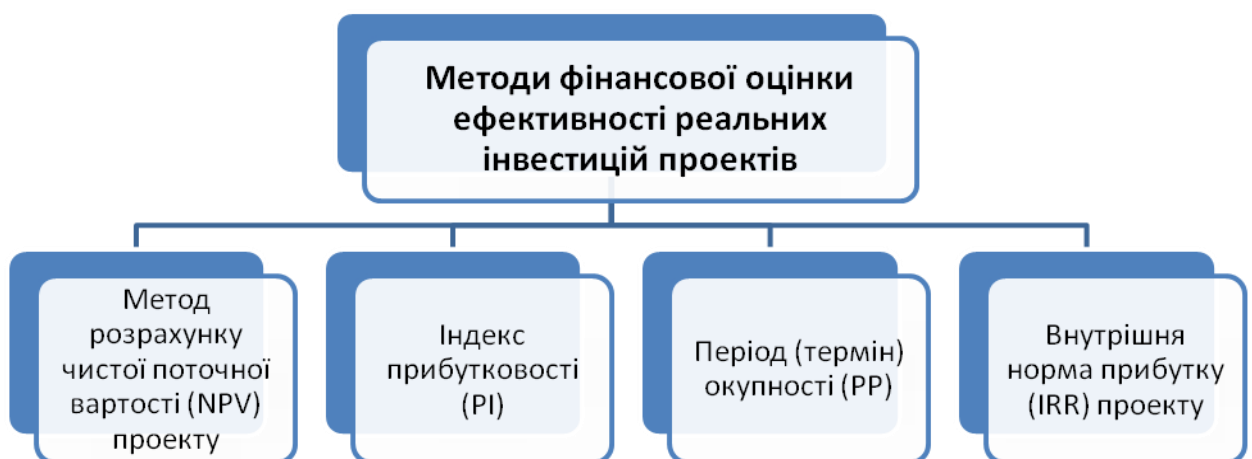 Методи фінансової оцінки
ефективності реальних
інвестицій проектів
Метод
розрахунку
чистої поточної
вартості (NPV)
проекту
Індекс
прибутковості
(PI)
Період (термін)
окупності (PP)
Внутрішня
норма прибутку
(IRR) проекту